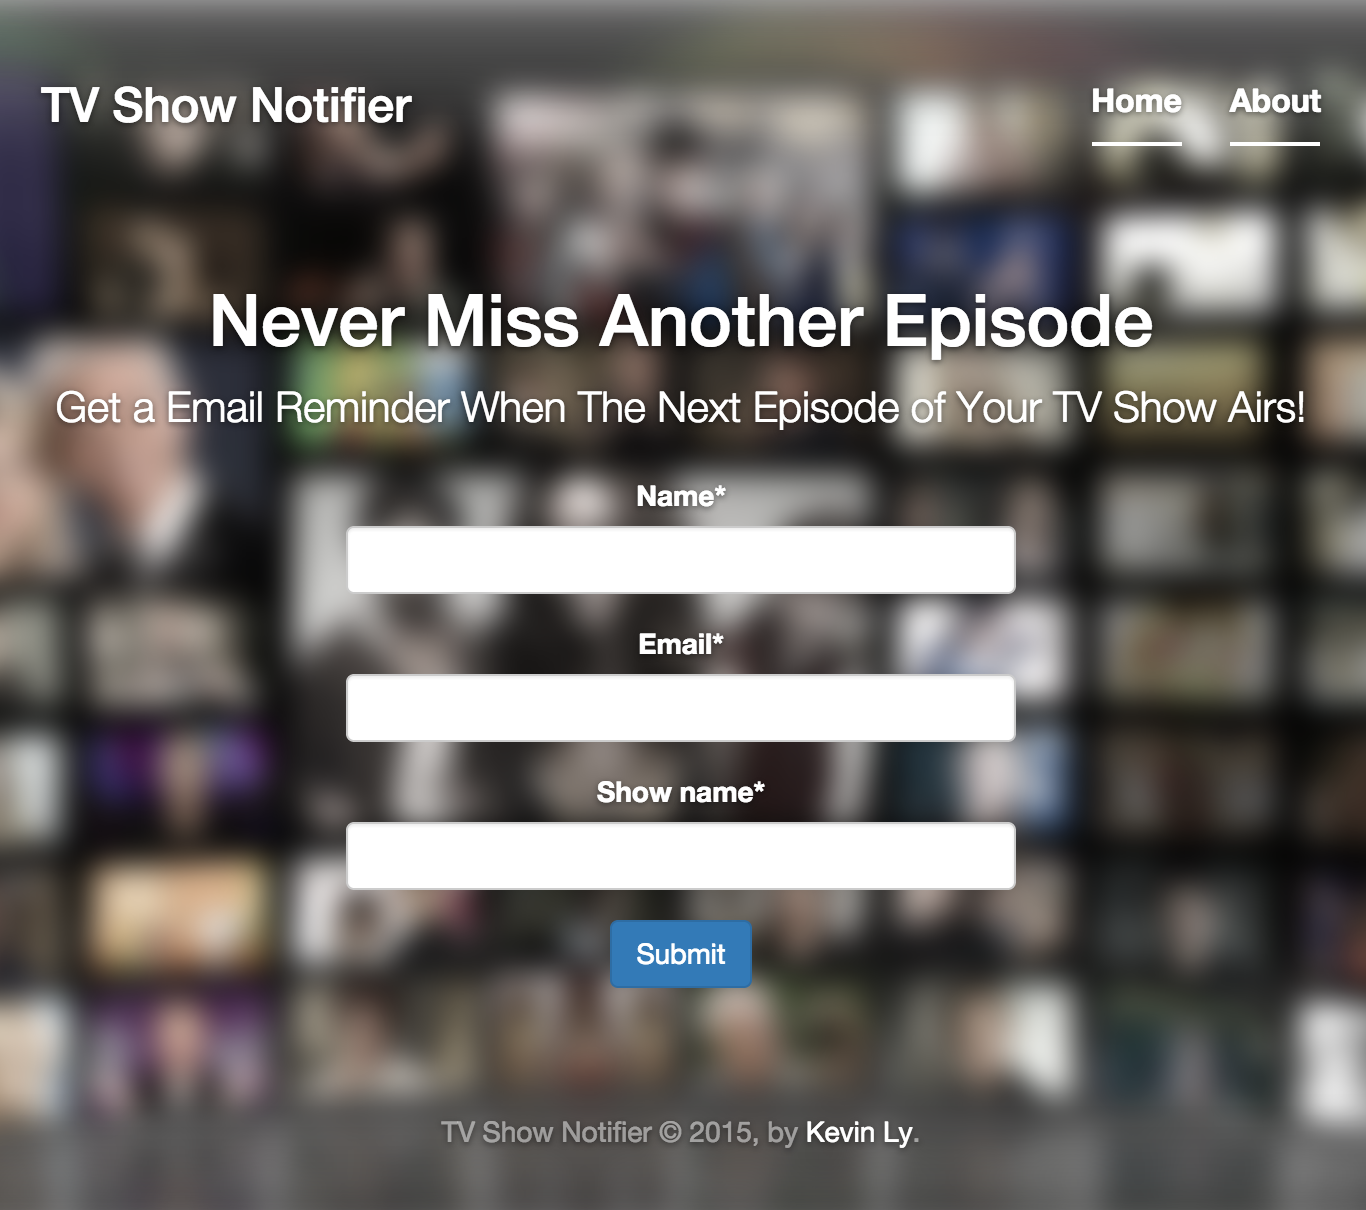 TV Show Notifier
Home About
Never Miss Another Episode
Get a Email Reminder When The Next Episode of Your TV Show Airs!
Name*
Email*
Show name*
Submit
TV Show Notifier © 2015, by Kevin Ly.